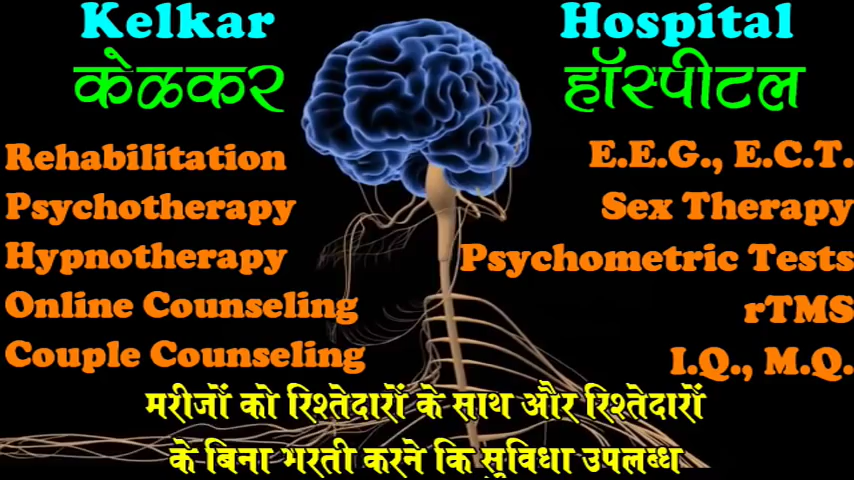 Kelkar Hospital
केळकर हॉस्पीटल
Rehabilitation
Psychotherapy
Hypnotherapy
Online Counseling
Couple Counseling
E.E.G., E.C.T.
Sex Therapy
Psychometric Tests
rTMS
I.Q., M.Q.
मरीजों को रिश्तेदारों के साथ और रिश्तेदारों
के बिना भरती करने कि सुविधा उपलब्ध